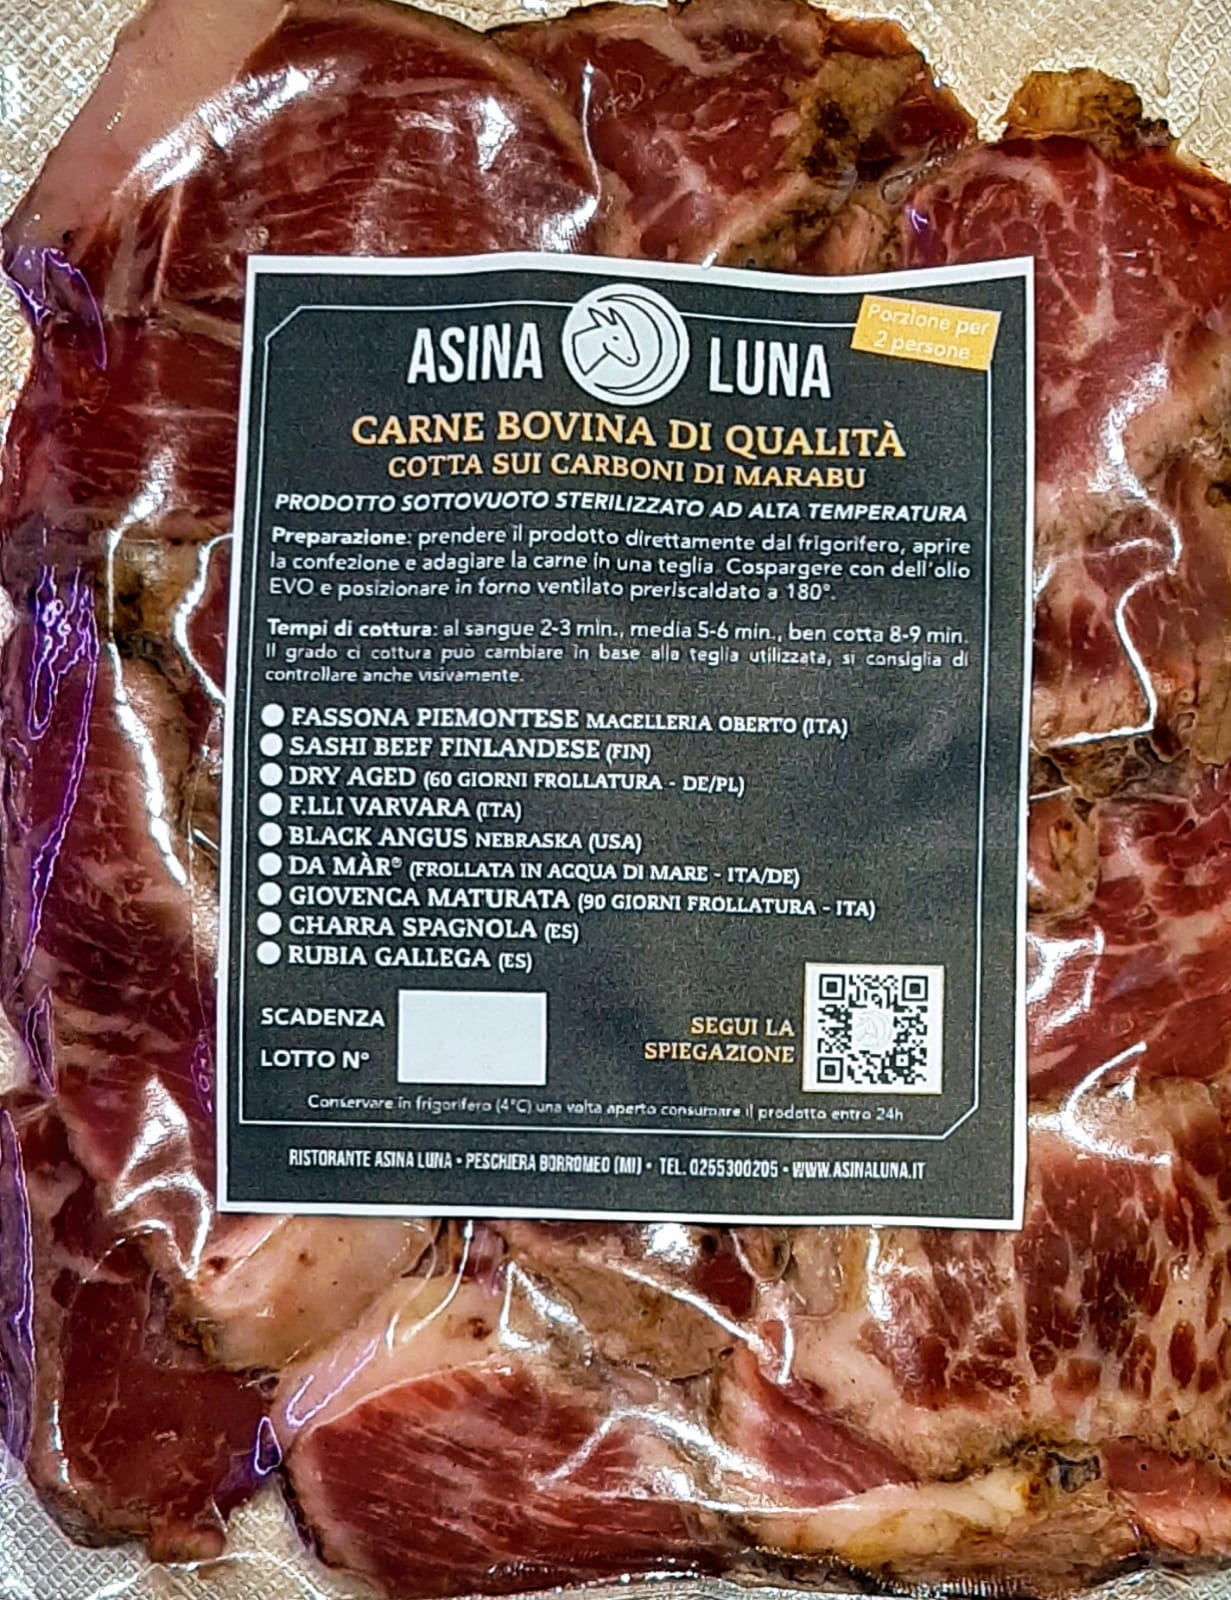 ASINA LUNA
Porzione per
2 persone
CARNE BOVINA DI QUALITÀ
COTTA SUI CARBONI DI MARABU
PRODOTTO SOTTOVUOTO STERILIZZATO AD ALTA TEMPERATURA
Preparazione: prendere il prodotto direttamente dal frigorifero, aprire
la confezione e adagiare la carne in una teglia. Cospargere con dell'olio
EVO e posizionare in forno ventilato preriscaldato a 180°.
Tempi di cottura: al sangue 2-3 min., media 5-6 min., ben cotta 8-9 min.
Il grado ci cottura può cambiare in base alla teglia utilizzata, si consiglia di
controllare anche visivamente.
FASSONA PIEMONTESE MACELLERIA OBERTO (ITA)
SASHI BEEF FINLANDESE (FIN)
DRY AGED (60 GIORNI FROLLATURA - DE/PL)
F.LLI VARVARA (ITA)
BLACK ANGUS NEBRASKA (USA)
DA MÀR® (FROLLATA IN ACQUA DI MARE - ITA/DE)
GIOVENCA MATURATA (90 GIORNI FROLLATURA - ITA)
CHARRA SPAGNOLA (ES)
RUBIA GALLEGA (ES)
SCADENZA
LOTTO N°
SEGUI LA
SPIEGAZIONE
Conservare in frigorifero (4°C) una volta aperto consumare il prodotto entro 24h
RISTORANTE ASINA LUNA • PESCHIERA BORROMEO (MI) • TEL. 0255300205 • WWW.ASINALUNA.IT